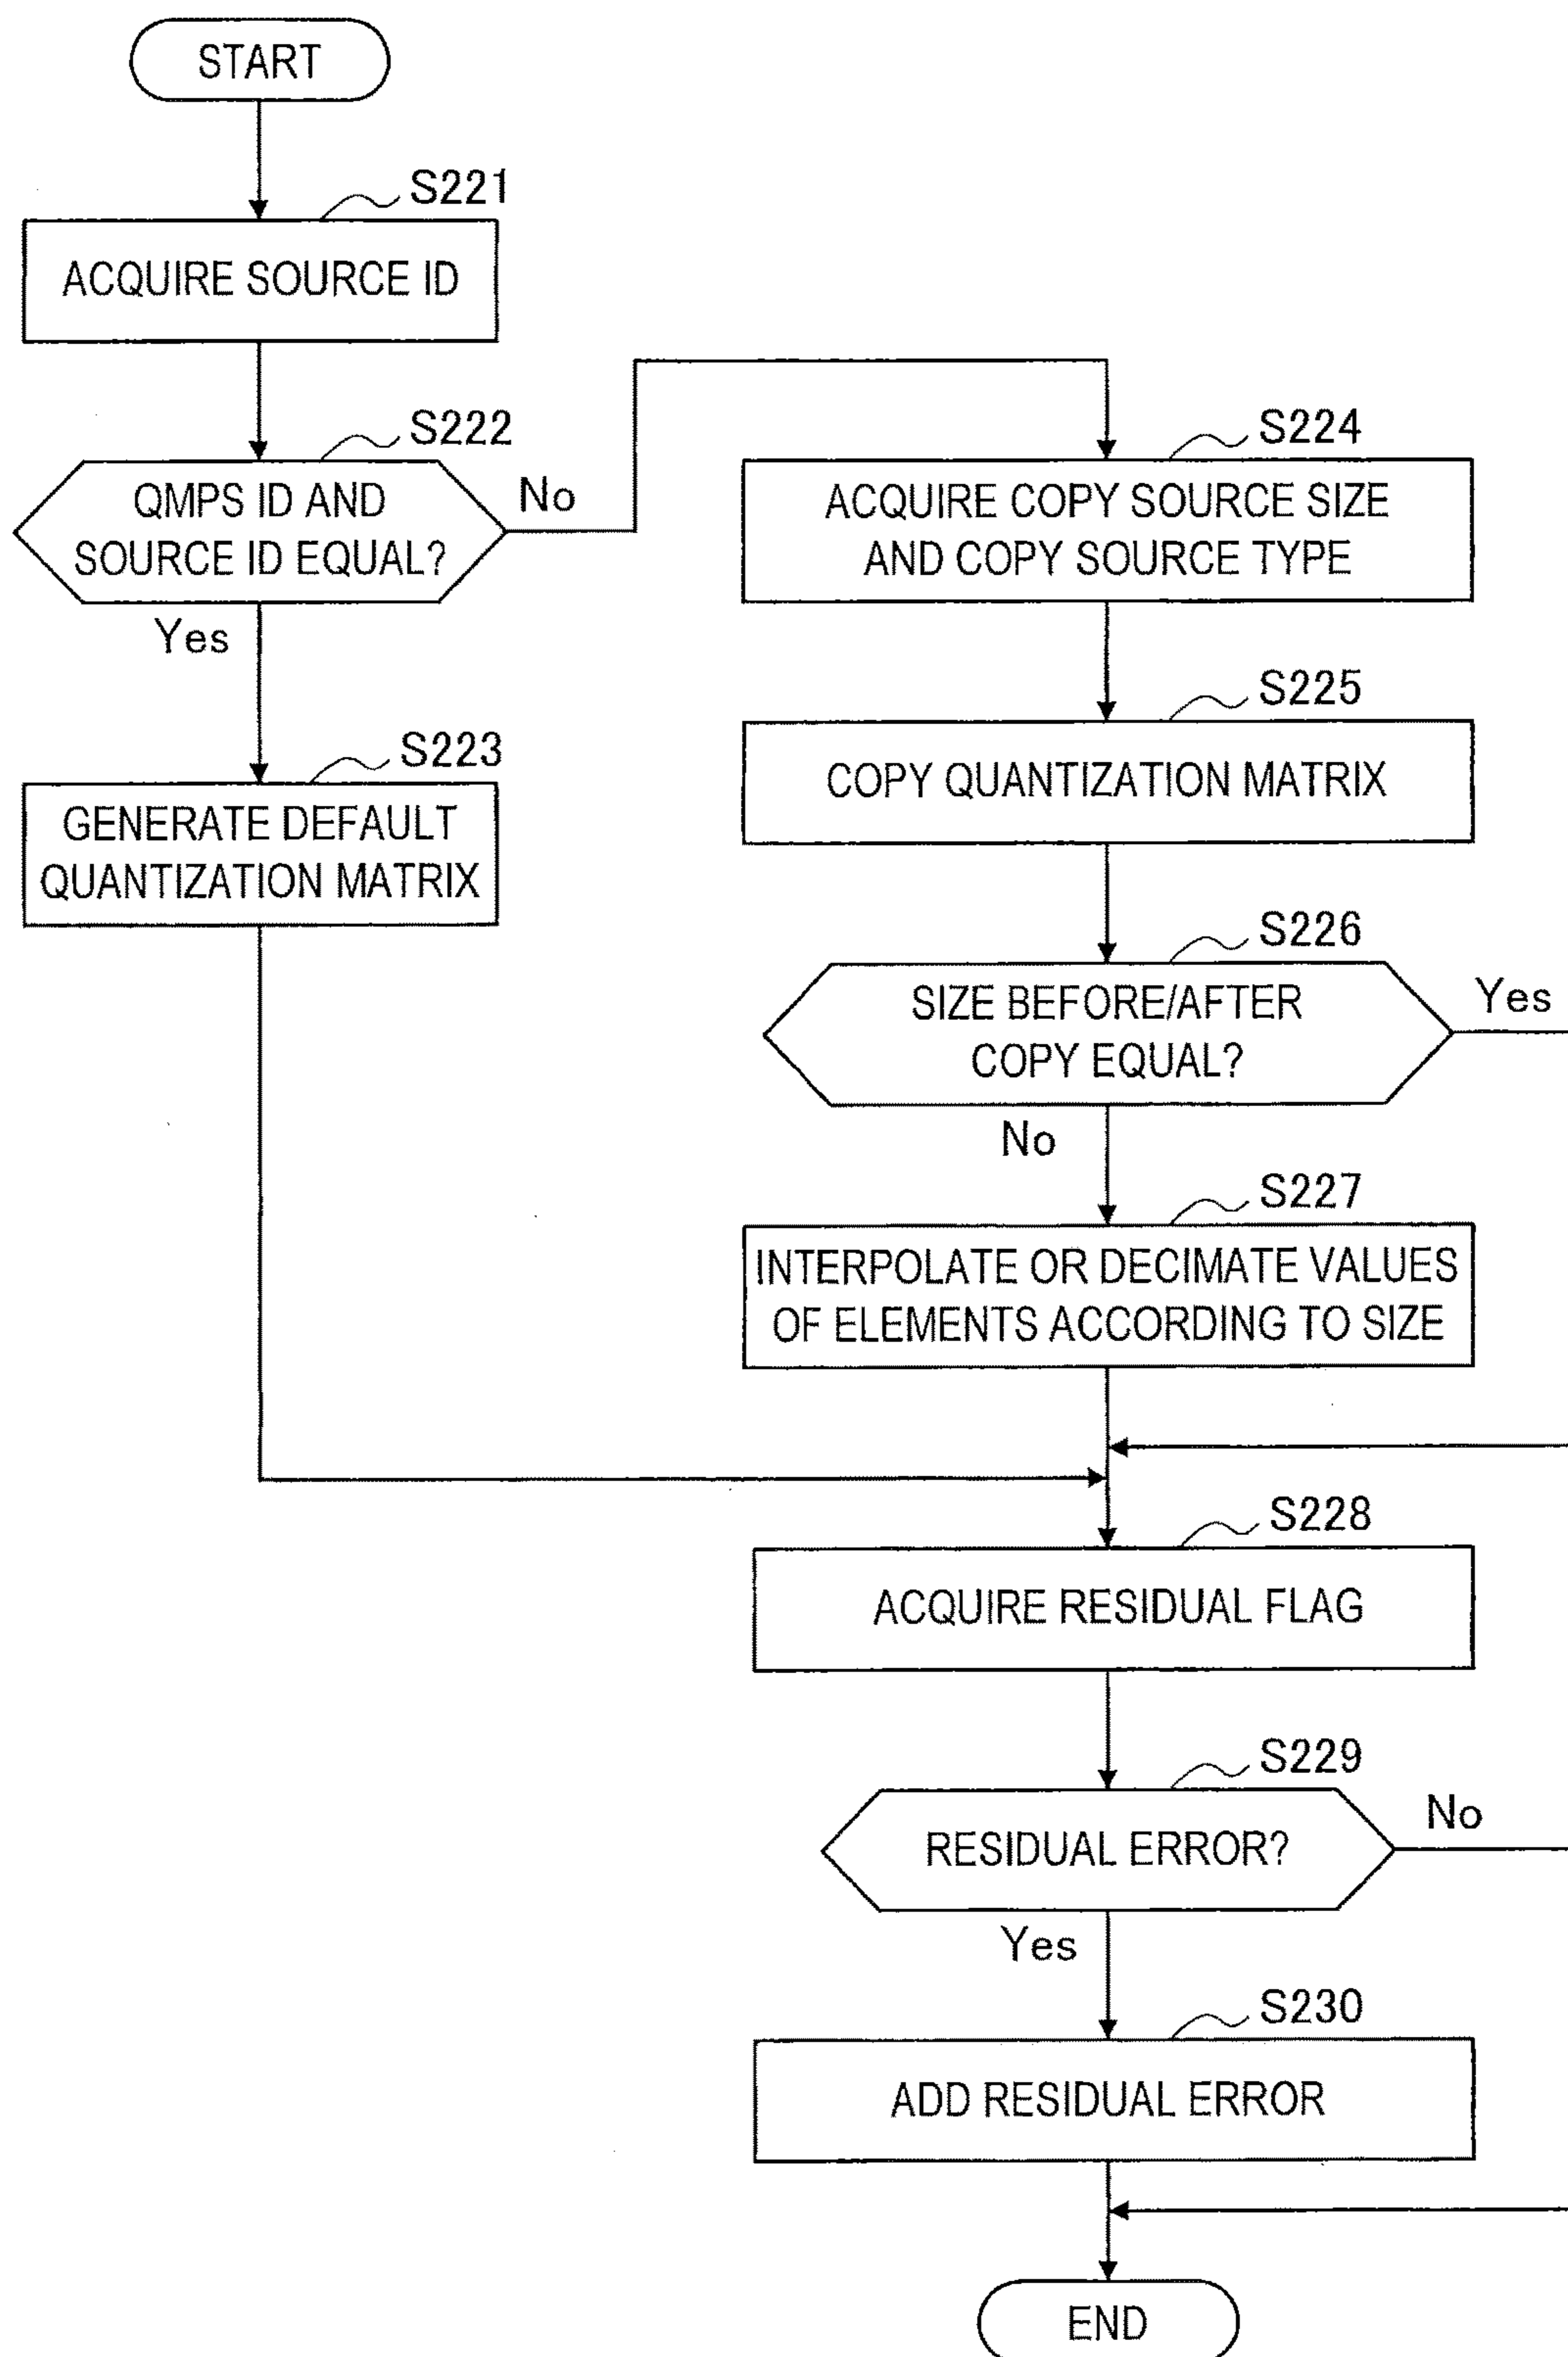 START
S221
ACQUIRE SOURCE ID
S222
QMPS ID AND
SOURCE ID EQUAL?
No
Yes
S223
GENERATE DEFAULT
QUANTIZATION MATRIX
S224
ACQUIRE COPY SOURCE SIZE
AND COPY SOURCE TYPE
S225
COPY QUANTIZATION MATRIX
S226
SIZE BEFORE/AFTER
COPY EQUAL?
Yes
No
S227
INTERPOLATE OR DECIMATE VALUES
OF ELEMENTS ACCORDING TO SIZE
S228
ACQUIRE RESIDUAL FLAG
S229
RESIDUAL ERROR?
No
Yes
S230
ADD RESIDUAL ERROR
END